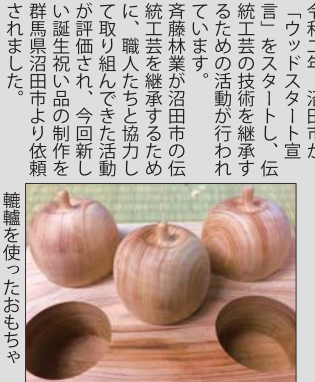 令和二年、沼田市が
「ウッドスタート宣
言」をスタートし、伝
統工芸の技術を継承す
るための活動が行われ
ています。
斉藤林業が沼田市の伝
統工芸を継承するため
に、職人たちと協力し
て取り組んできた活動
が評価され、今回新し
い誕生祝い品の制作を
群馬県沼田市より依頼
されました。
轆轤を使ったおもちゃ